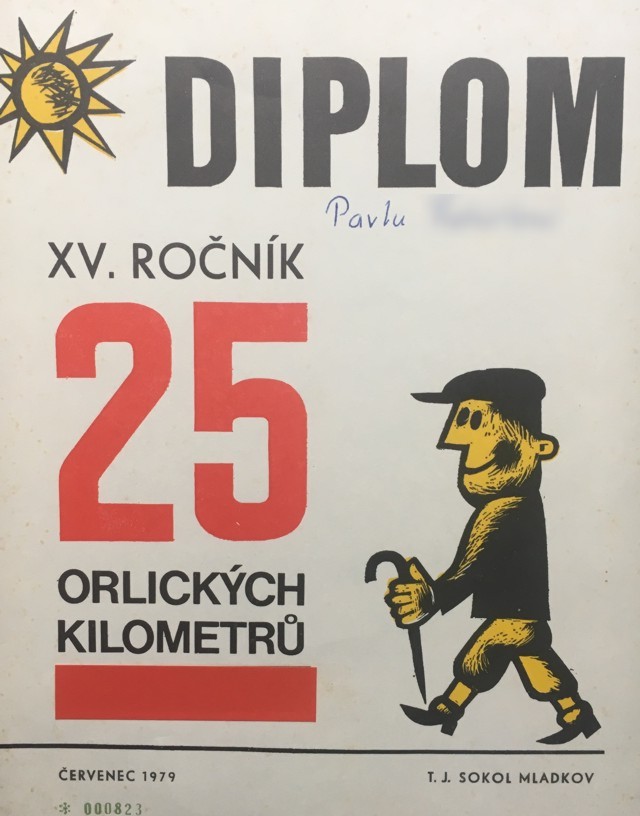 DIPLOM
Pavlu
XV. ROČNÍK
25
ORLICKÝCH
KILOMETRŮ
ČERVENEC 1979
T. J. SOKOL MLADKOV
* 000823